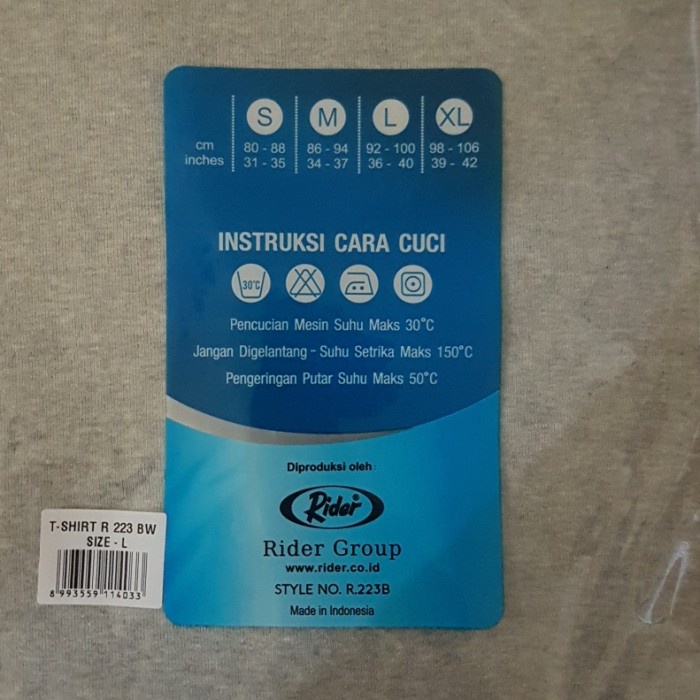 S M L XL
cm 80 - 88 86 - 94 92 - 100 98 - 106
inches 31 - 35 34 - 37 36 - 40 39 - 42
INSTRUKSI CARA CUCI
30°C
Pencucian Mesin Suhu Maks 30°C
Jangan Digelantang - Suhu Setrika Maks 150°C
Pengeringan Putar Suhu Maks 50°C
Diproduksi oleh :
Rider
Rider Group
www.rider.co.id
STYLE NO. R.223B
Made in Indonesia
T-SHIRT R 223 BW
SIZE - L
8 993559 114033